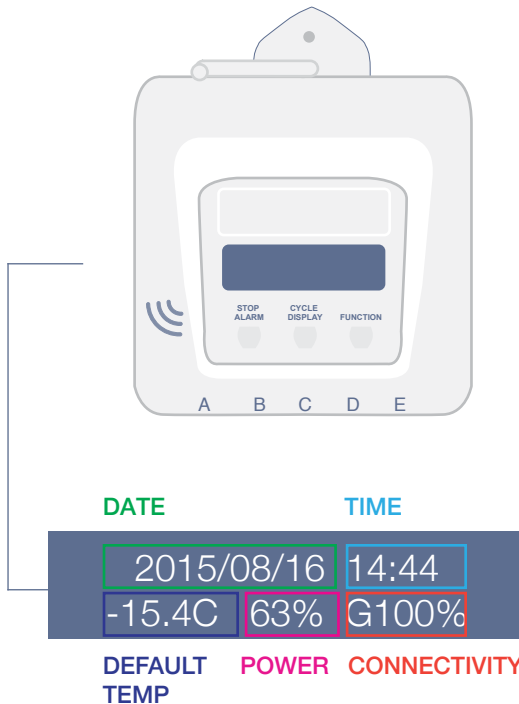 STOP ALARM
CYCLE DISPLAY
FUNCTION
A B C D E
DATE TIME
2015/08/16 14:44
-15.4C 63% G100%
DEFAULT TEMP POWER CONNECTIVITY